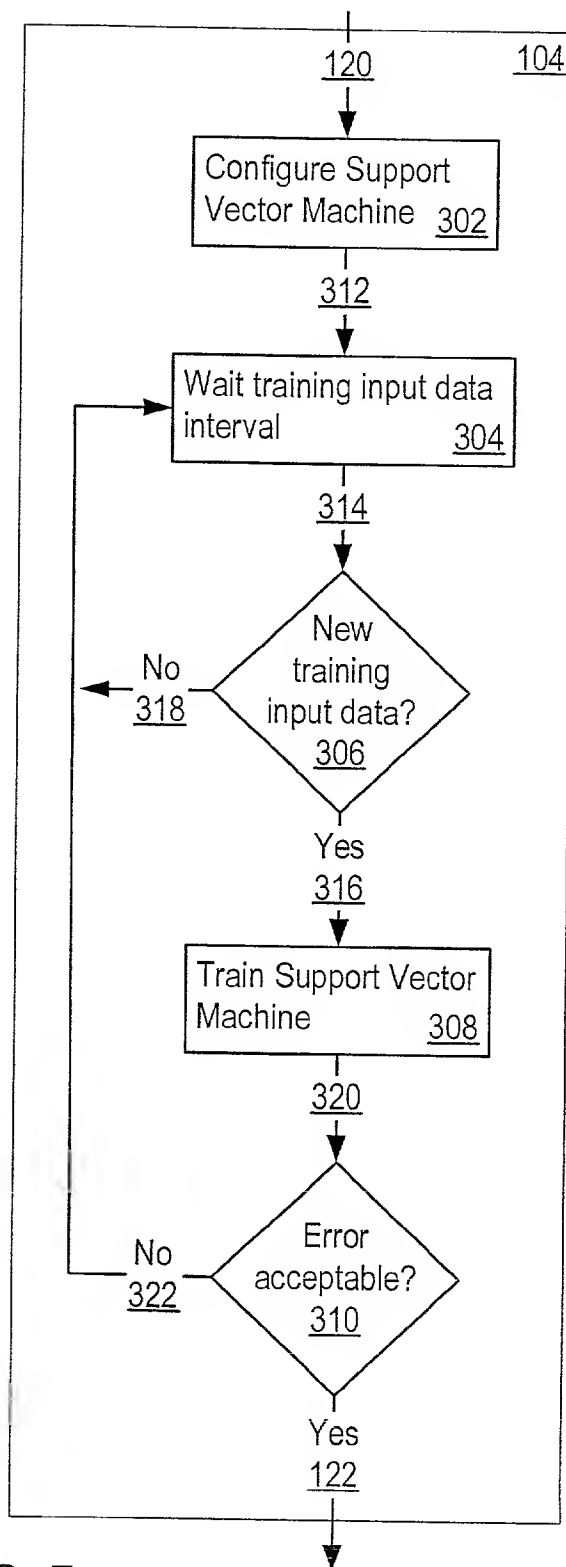 120
104
Configure Support
Vector Machine 302
312
Wait training input data
interval 304
314
New
training
input data?
306
No
318
Yes
316
Train Support Vector
Machine 308
320
Error
acceptable?
310
No
322
Yes
122